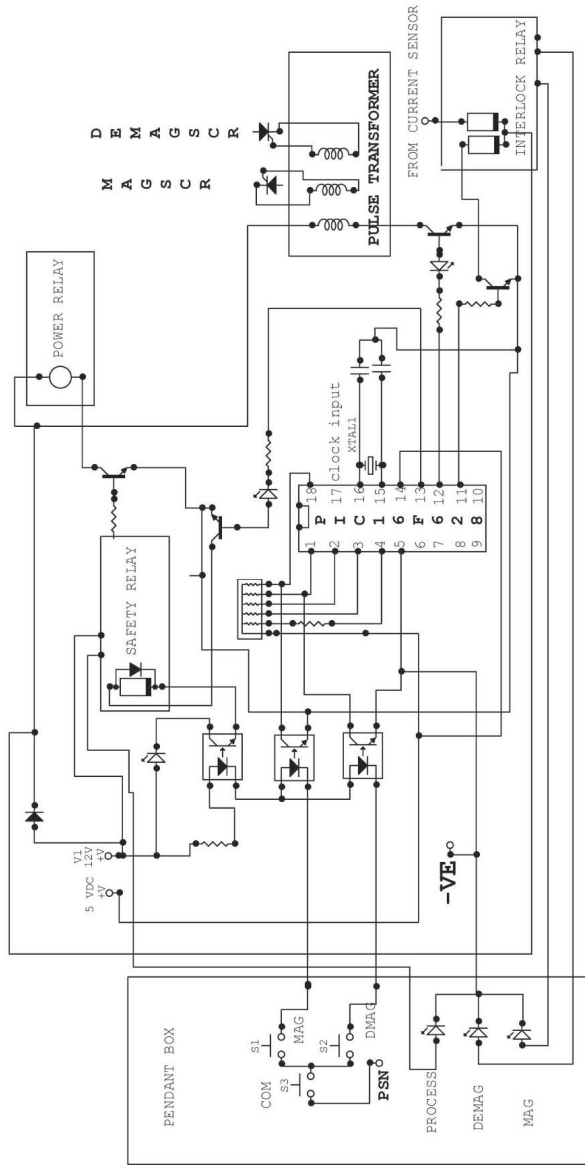 D E M A G S C R
M A G S C R
PULSE TRANSFORMER
POWER RELAY
FROM CURRENT SENSOR
INTERLOCK RELAY
SAFETY RELAY
clock input
XTAL1
18 17 16 15 14 13 12 11 10
P I C 1 6 F 6 2 8
1 2 3 4 5 6 7 8 9
V1
12V
+V
5 VDC
+V
-VE
PENDANT BOX
S1
MAG
COM
S3
S2
DMAG
PSN
PROCESS
DEMAG
MAG